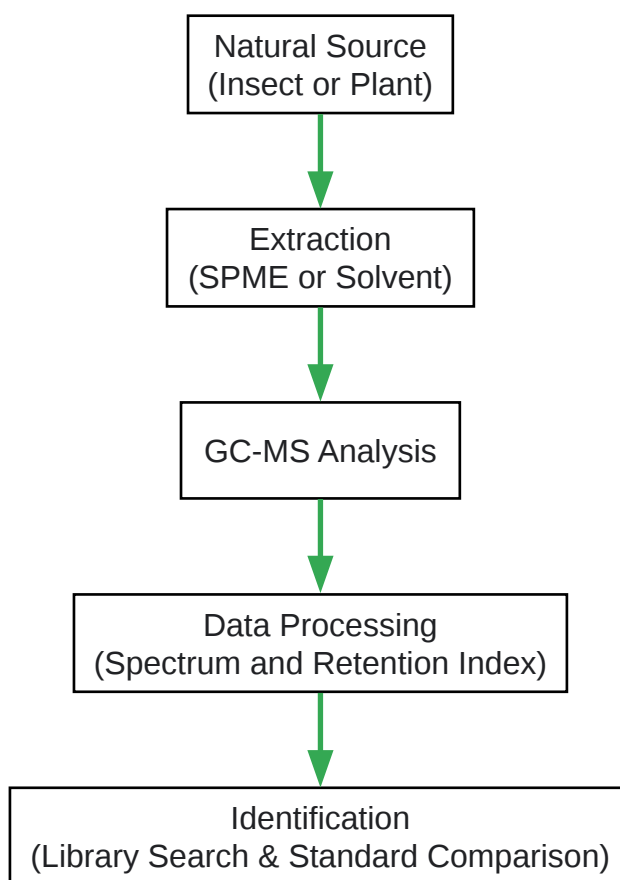 Natural Source
(Insect or Plant)
Extraction
(SPME or Solvent)
GC-MS Analysis
Data Processing
(Spectrum and Retention Index)
Identification
(Library Search & Standard Comparison)